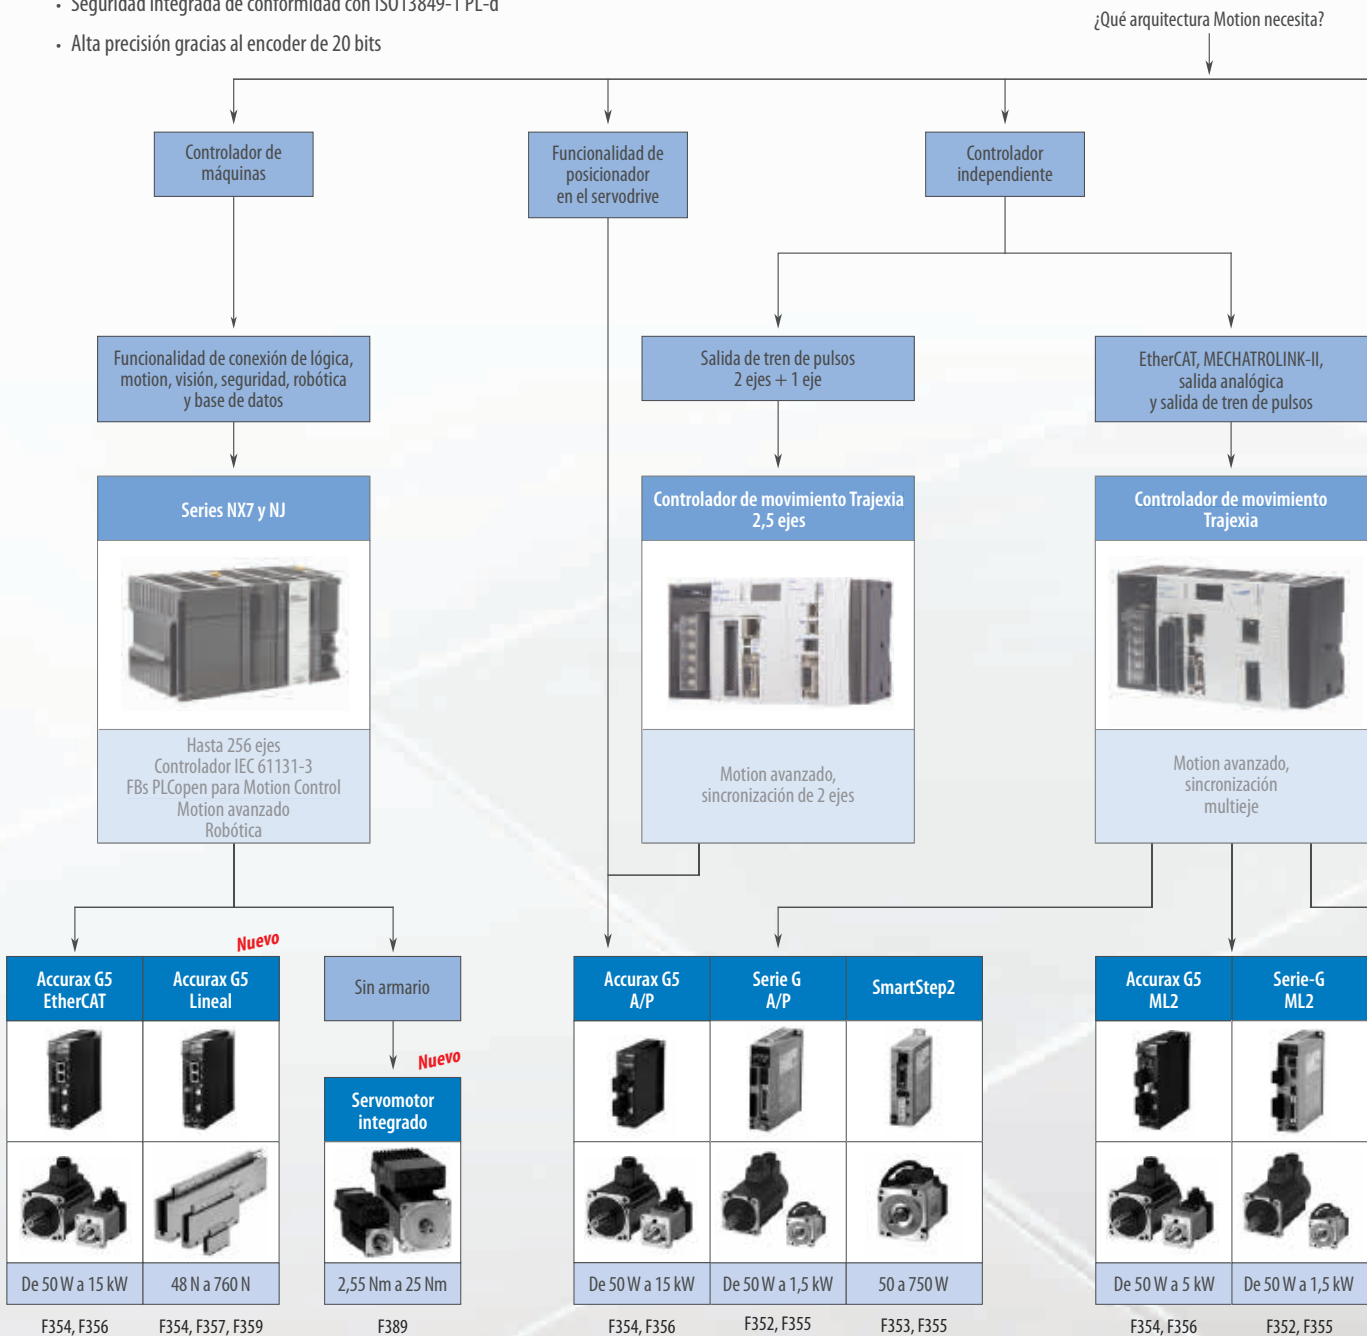 • Seguridad integrada de conformidad con ISO13849-1 PL-d
• Alta precisión gracias al encoder de 20 bits
¿Qué arquitectura Motion necesita?
Controlador de
máquinas
Funcionalidad de
posicionador
en el servodrive
Controlador
independiente
Funcionalidad de conexión de lógica,
motion, visión, seguridad, robótica
y base de datos
Salida de tren de pulsos
2 ejes + 1 eje
EtherCAT, MECHATROLINK-II,
salida analógica
y salida de tren de pulsos
Series NX7 y NJ
Controlador de movimiento Trajexia
2,5 ejes
Controlador de movimiento
Trajexia
Hasta 256 ejes
Controlador IEC 61131-3
FBs PLCopen para Motion Control
Motion avanzado
Robótica
Motion avanzado,
sincronización de 2 ejes
Motion avanzado,
sincronización
multieje
Nuevo
Accurax G5
EtherCAT
Accurax G5
Lineal
Sin armario
Nuevo
Servomotor
integrado
Accurax G5
A/P
Serie G
A/P
SmartStep2
Accurax G5
ML2
Serie-G
ML2
De 50 W a 15 kW
48 N a 760 N
2,55 Nm a 25 Nm
De 50 W a 15 kW
De 50 W a 1,5 kW
50 a 750 W
De 50 W a 5 kW
De 50 W a 1,5 kW
F354, F356
F354, F357, F359
F389
F354, F356
F352, F355
F353, F355
F354, F356
F352, F355